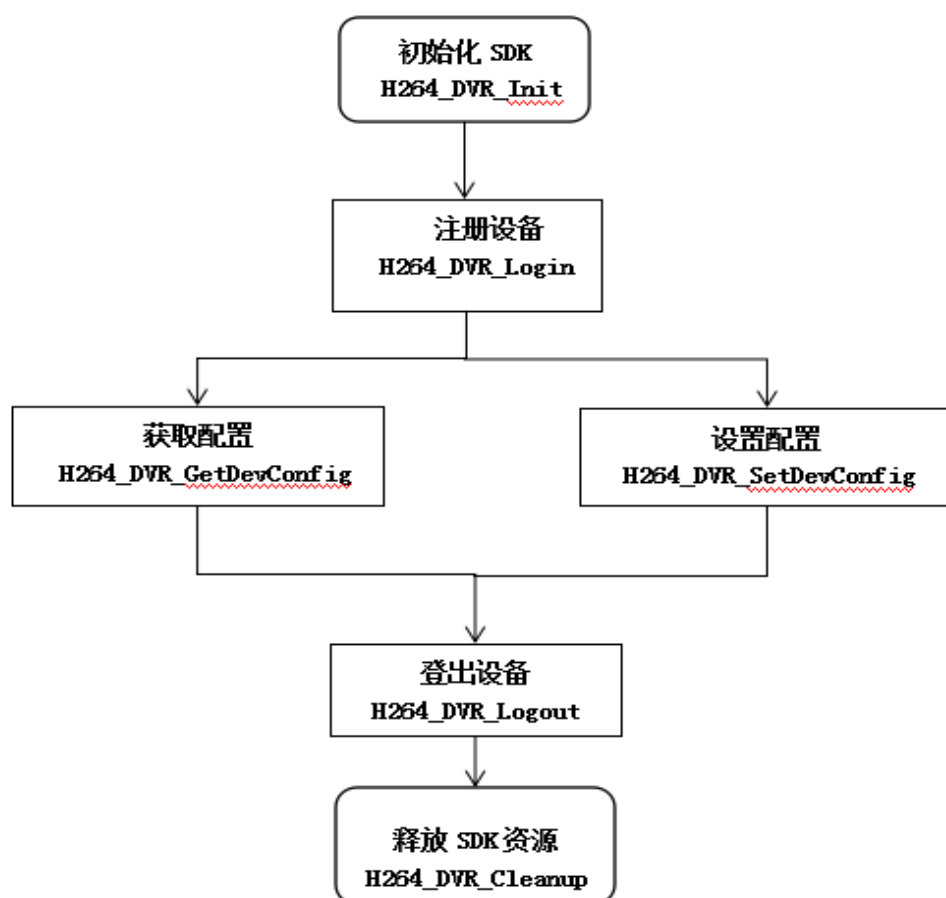 初始化 SDK
H264_DVR_Init
注册设备
H264_DVR_Login
获取配置
H264_DVR_GetDevConfig
设置配置
H264_DVR_SetDevConfig
登出设备
H264_DVR_Logout
释放 SDK 资源
H264_DVR_Cleanup